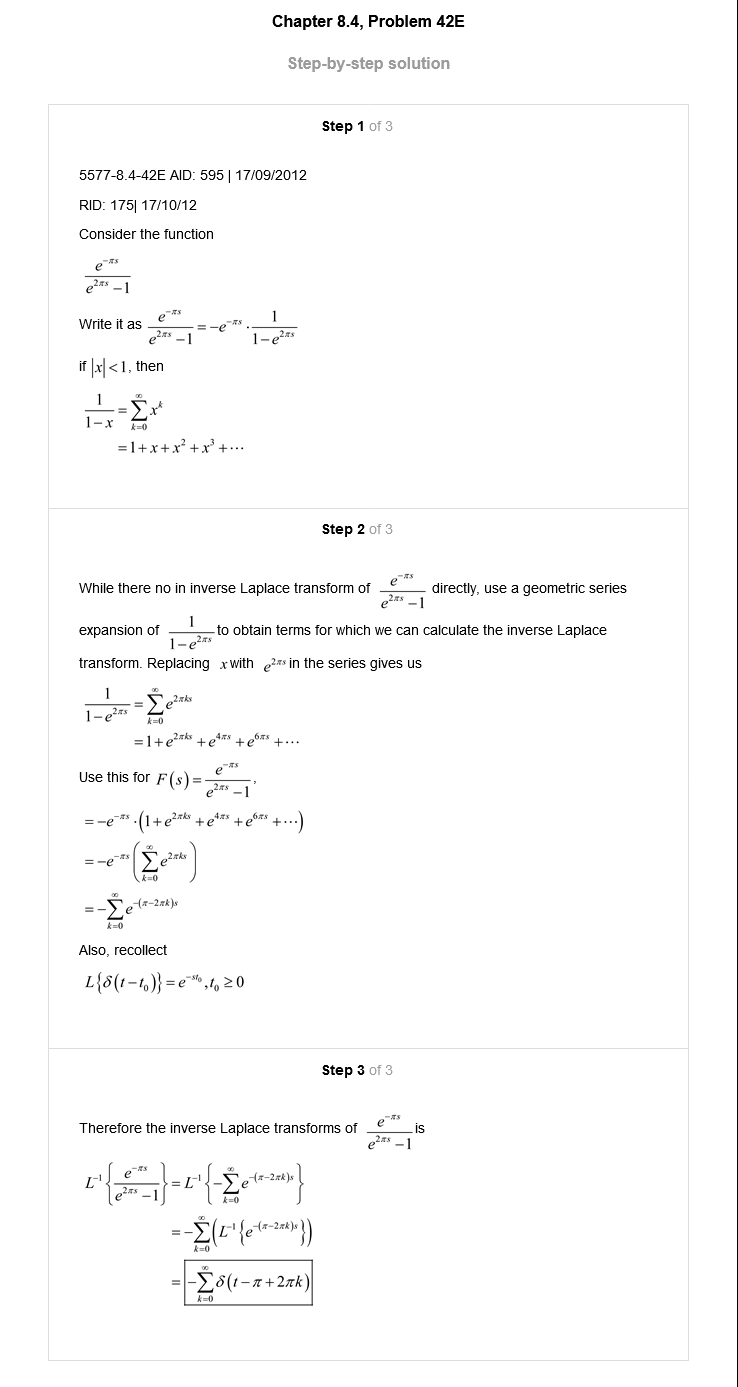 Chapter 8.4, Problem 42E
Step-by-step solution
Step 1 of 3
5577-8.4-42E AID: 595 | 17/09/2012
RID: 175| 17/10/12
Consider the function
\frac{e^{-\pi s}}{e^{2\pi s}-1}
Write it as \frac{e^{-\pi s}}{e^{2\pi s}-1} = -e^{-\pi s} \cdot \frac{1}{1-e^{2\pi s}}
if |x| < 1, then
\frac{1}{1-x} = \sum_{k=0}^{\infty} x^k
= 1 + x + x^2 + x^3 + \cdots
Step 2 of 3
While there no in inverse Laplace transform of \frac{e^{-\pi s}}{e^{2\pi s}-1} directly, use a geometric series
expansion of \frac{1}{1-e^{2\pi s}} to obtain terms for which we can calculate the inverse Laplace
transform. Replacing x with e^{2\pi s} in the series gives us
\frac{1}{1-e^{2\pi s}} = \sum_{k=0}^{\infty} e^{2\pi ks}
= 1 + e^{2\pi ks} + e^{4\pi s} + e^{6\pi s} + \cdots
Use this for F(s) = \frac{e^{-\pi s}}{e^{2\pi s}-1},
= -e^{-\pi s} \cdot (1 + e^{2\pi ks} + e^{4\pi s} + e^{6\pi s} + \cdots)
= -e^{-\pi s} \left( \sum_{k=0}^{\infty} e^{2\pi ks} \right)
= -\sum_{k=0}^{\infty} e^{-(\pi-2\pi k)s}
Also, recollect
L\{\delta(t-t_0)\} = e^{-st_0}, t_0 \geq 0
Step 3 of 3
Therefore the inverse Laplace transforms of \frac{e^{-\pi s}}{e^{2\pi s}-1} is
L^{-1}\left\{\frac{e^{-\pi s}}{e^{2\pi s}-1}\right\} = L^{-1}\left\{-\sum_{k=0}^{\infty} e^{-(\pi-2\pi k)s}\right\}
= -\sum_{k=0}^{\infty} \left(L^{-1}\left\{e^{-(\pi-2\pi k)s}\right\}\right)
= -\sum_{k=0}^{\infty} \delta(t-\pi+2\pi k)